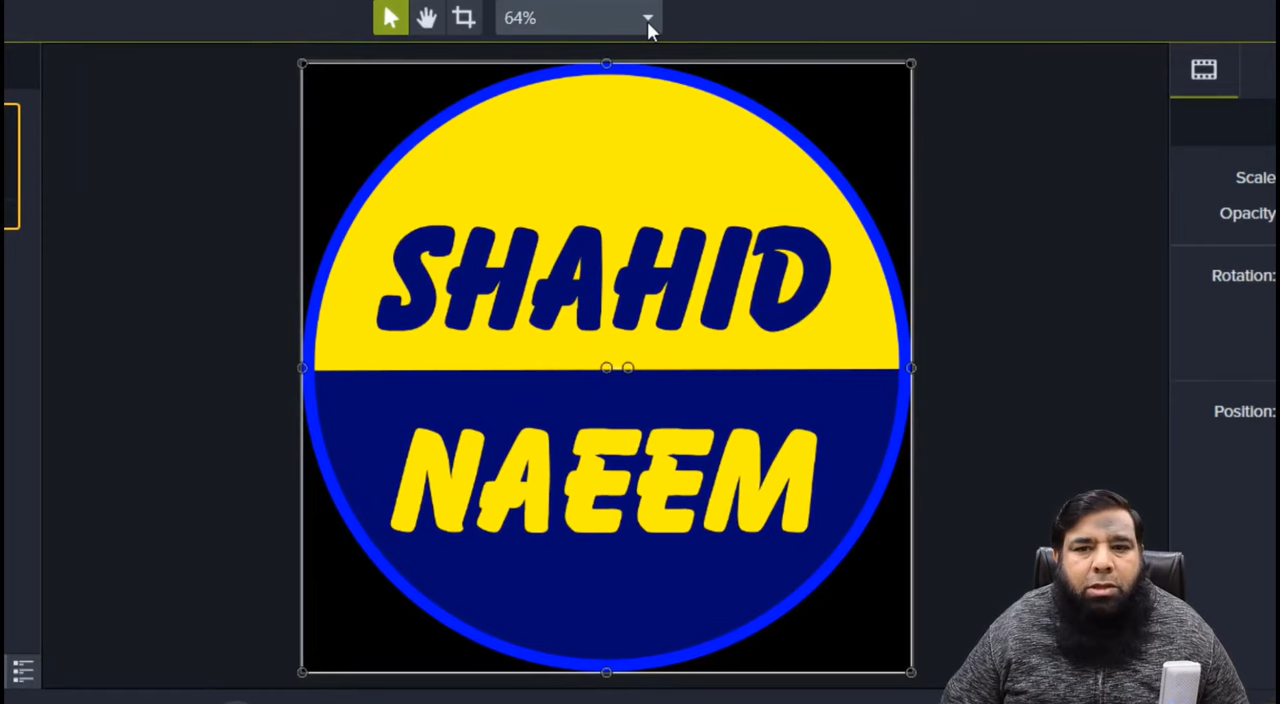 64%
SHAHID
NAEEM
Scale
Opacity
Rotation:
Position: